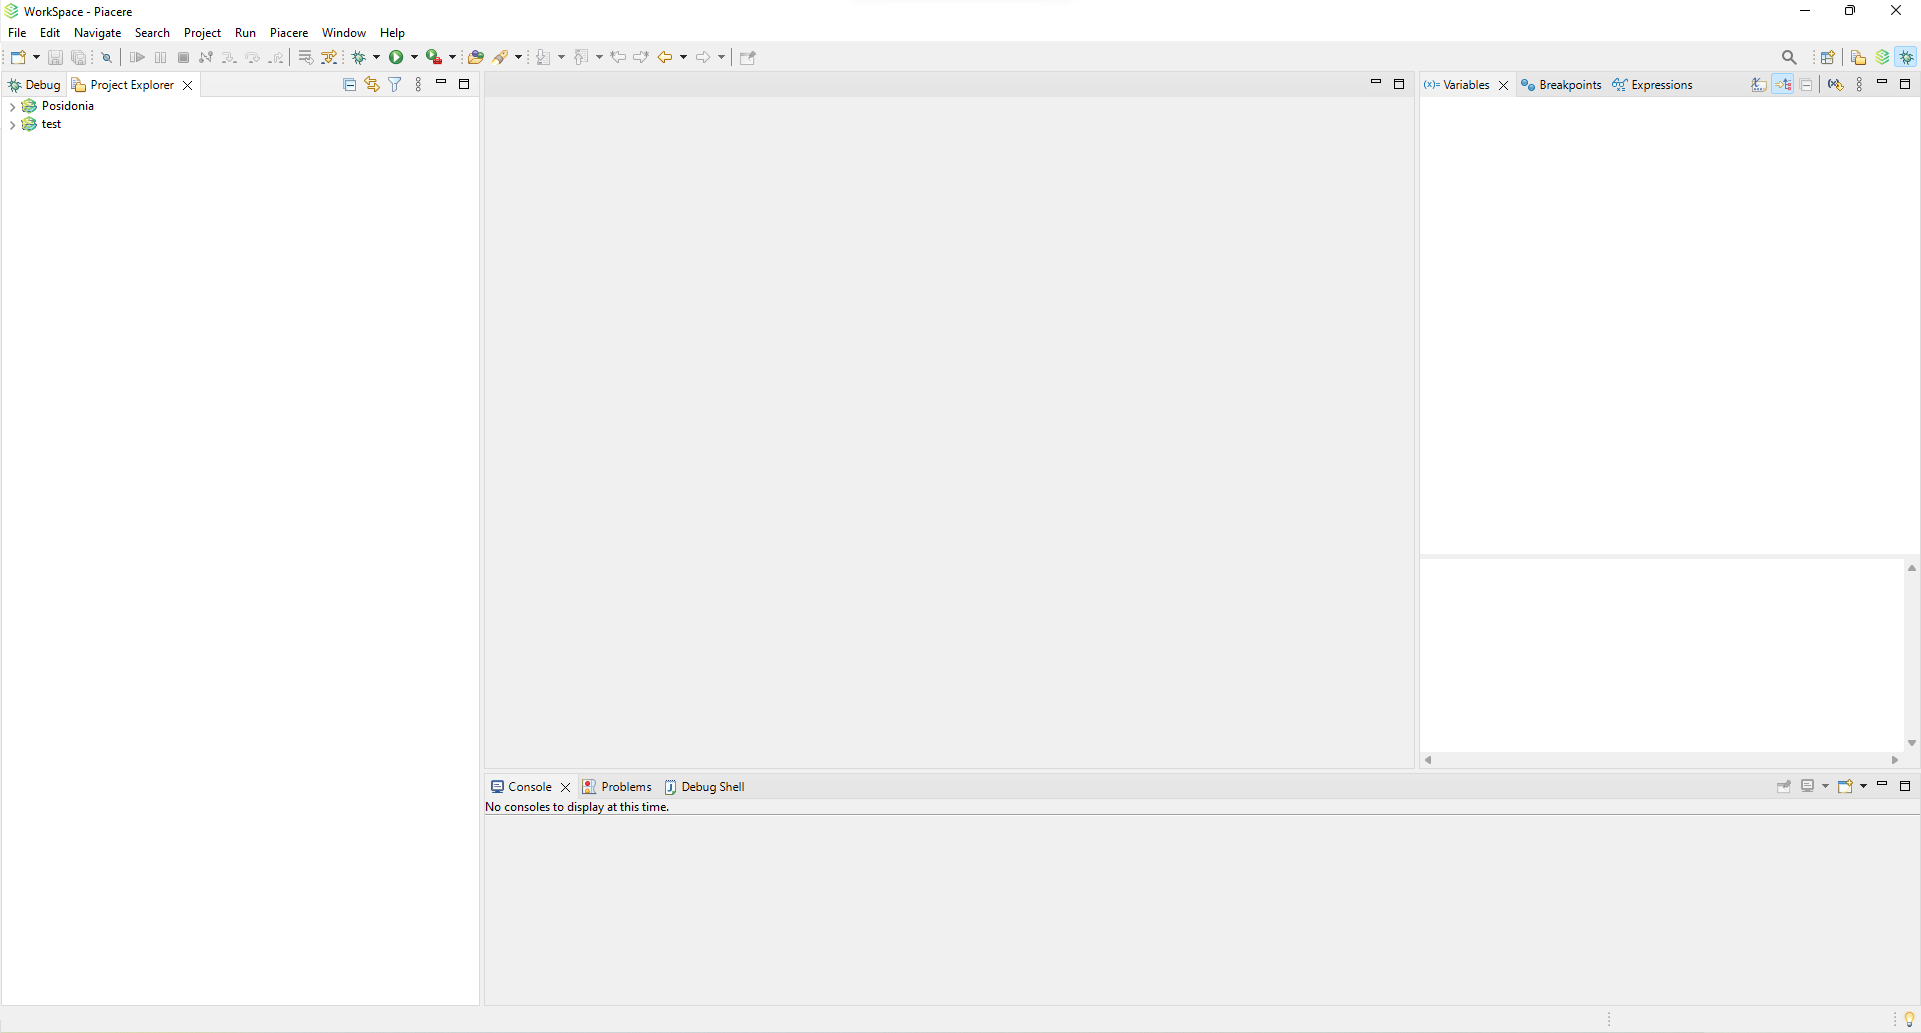 WorkSpace - Piacere
File Edit Navigate Search Project Run Piacere Window Help
Debug Project Explorer
Posidonia
test
(x)= Variables Breakpoints Expressions
Console Problems Debug Shell
No consoles to display at this time.